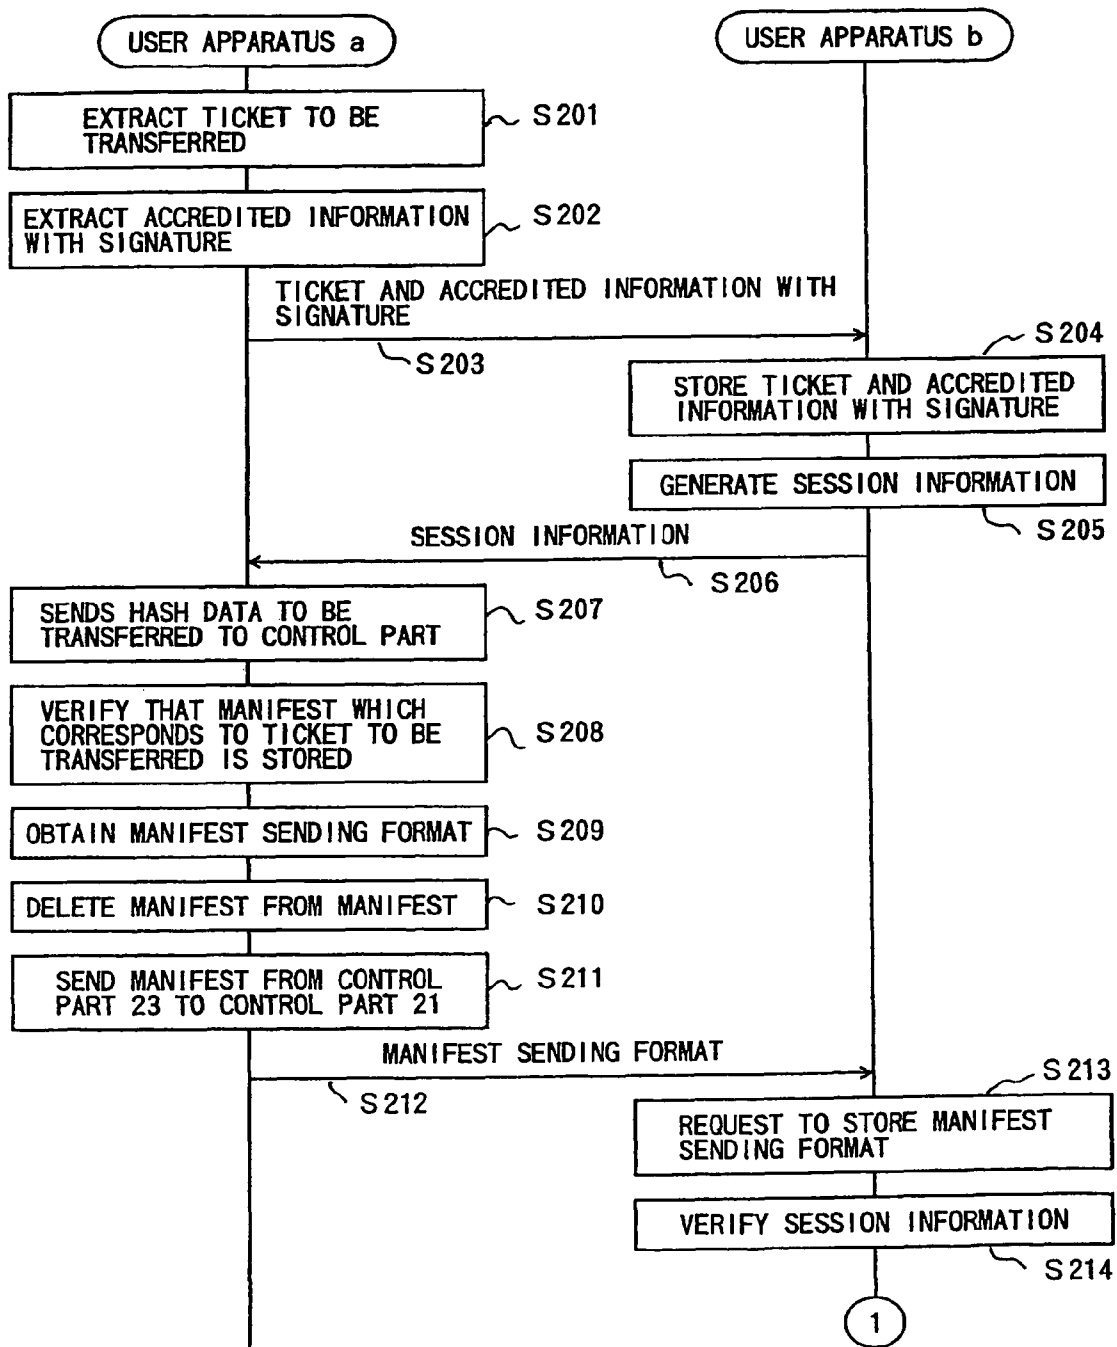 USER APPARATUS a
USER APPARATUS b
EXTRACT TICKET TO BE
TRANSFERRED
S201
EXTRACT ACCREDITED INFORMATION
WITH SIGNATURE
S202
TICKET AND ACCREDITED INFORMATION WITH
SIGNATURE
S203
S204
STORE TICKET AND ACCREDITED
INFORMATION WITH SIGNATURE
GENERATE SESSION INFORMATION
S205
SESSION INFORMATION
S206
SENDS HASH DATA TO BE
TRANSFERRED TO CONTROL PART
S207
VERIFY THAT MANIFEST WHICH
CORRESPONDS TO TICKET TO BE
TRANSFERRED IS STORED
S208
OBTAIN MANIFEST SENDING FORMAT
S209
DELETE MANIFEST FROM MANIFEST
S210
SEND MANIFEST FROM CONTROL
PART 23 TO CONTROL PART 21
S211
MANIFEST SENDING FORMAT
S212
S213
REQUEST TO STORE MANIFEST
SENDING FORMAT
VERIFY SESSION INFORMATION
S214
1